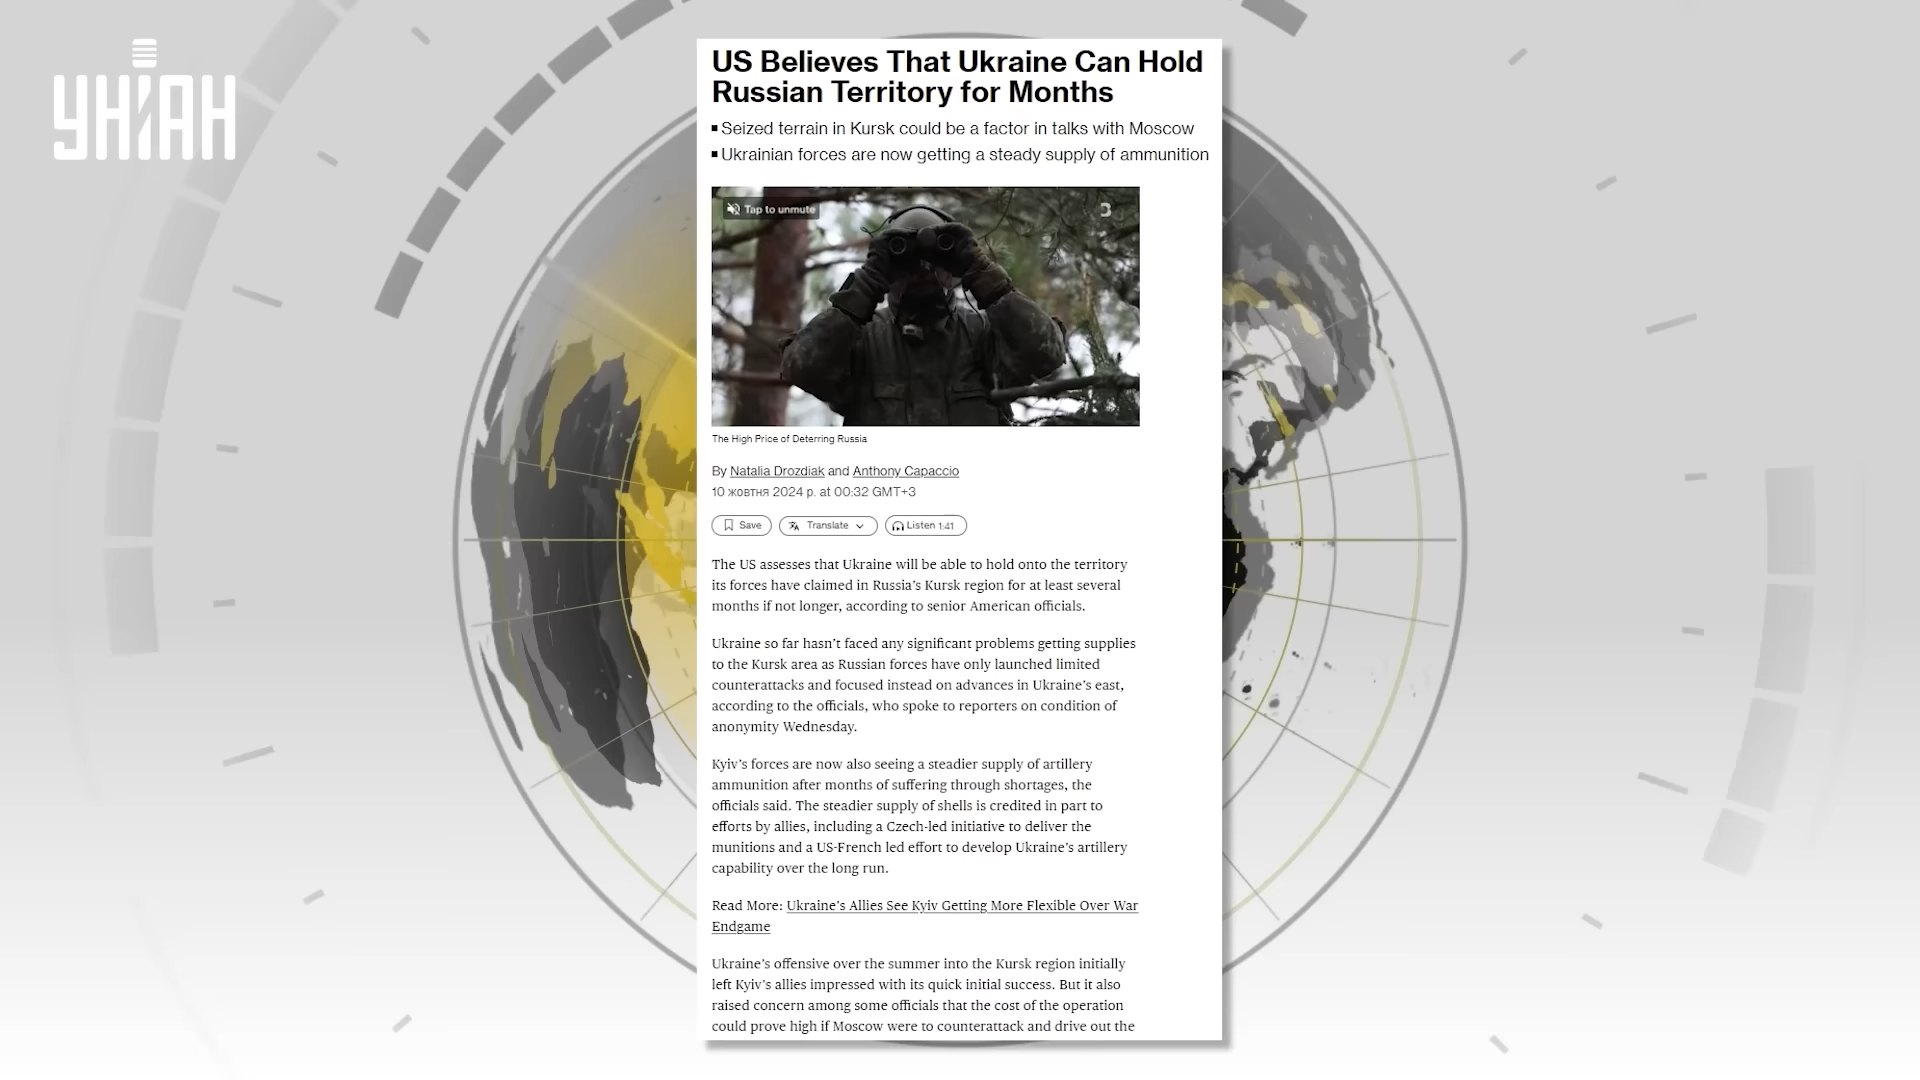 УНІАН
US Believes That Ukraine Can Hold
Russian Territory for Months
Seized terrain in Kursk could be a factor in talks with Moscow
Ukrainian forces are now getting a steady supply of ammunition
Tap to unmute
The High Price of Deterring Russia
By Natalia Drozdiak and Anthony Capaccio
10 жовтня 2024 р. at 00:32 GMT+3
Save Translate Listen 1:41
The US assesses that Ukraine will be able to hold onto the territory
its forces have claimed in Russia’s Kursk region for at least several
months if not longer, according to senior American officials.
Ukraine so far hasn’t faced any significant problems getting supplies
to the Kursk area as Russian forces have only launched limited
counterattacks and focused instead on advances in Ukraine’s east,
according to the officials, who spoke to reporters on condition of
anonymity Wednesday.
Kyiv’s forces are now also seeing a steadier supply of artillery
ammunition after months of suffering through shortages, the
officials said. The steadier supply of shells is credited in part to
efforts by allies, including a Czech-led initiative to deliver the
munitions and a US-French led effort to develop Ukraine’s artillery
capability over the long run.
Read More: Ukraine’s Allies See Kyiv Getting More Flexible Over War
Endgame
Ukraine’s offensive over the summer into the Kursk region initially
left Kyiv’s allies impressed with its quick initial success. But it also
raised concern among some officials that the cost of the operation
could prove high if Moscow were to counterattack and drive out the